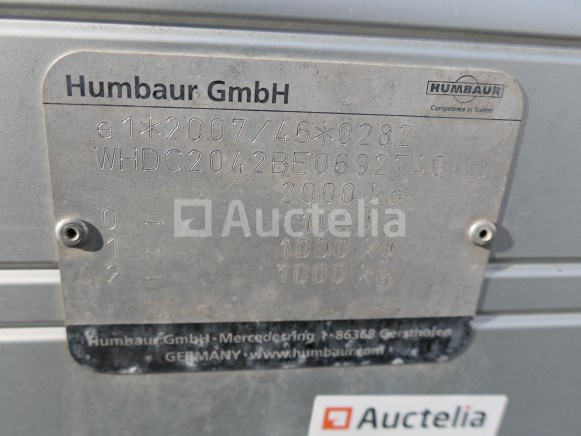 Humbaur GmbH
HUMBAUR
Competence in Trailers
e1*2007/46*0282
WHDC2042BE0692740
2000 kg
0 -
1 - 1000 kg
2 - 1000 kg
Auctelia
Humbaur GmbH · Mercedesring 1 · 86368 Gersthofen
GERMANY · www.humbaur.com
Auctelia